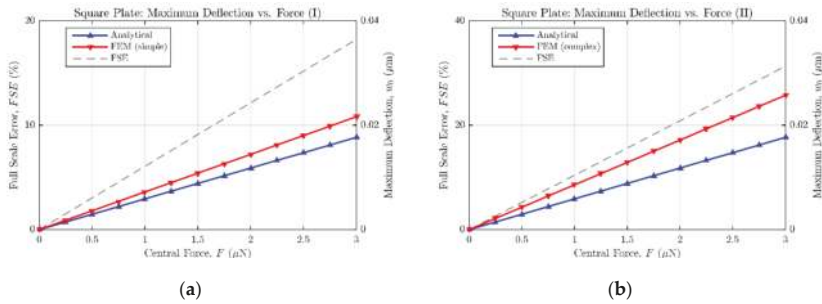 Square Plate: Maximum Deflection vs. Force (I)
20
10
0
Full Scale Error, FSE (%)
Analytical
FEM (simple)
FSE
0.04
0.02
0
Maximum Deflection, w₀ (μm)
0 0.5 1 1.5 2 2.5 3
Central Force, F (μN)
(a)
Square Plate: Maximum Deflection vs. Force (II)
40
20
0
Full Scale Error, FSE (%)
Analytical
FEM (complex)
FSE
0.04
0.02
0
Maximum Deflection, w₀ (μm)
0 0.5 1 1.5 2 2.5 3
Central Force, F (μN)
(b)